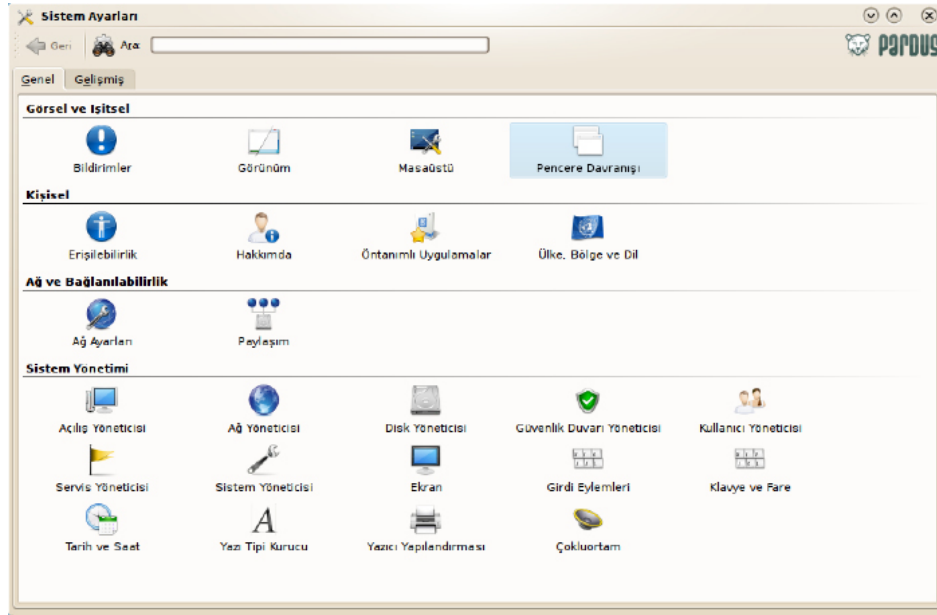 Sistem Ayarları
Geri Ara:
PARDUS
Genel Gelişmiş
Görsel ve İşitsel
Bildirimler Görünüm Masaüstü Pencere Davranışı
Kişisel
Erişilebilirlik Hakkımda Öntanımlı Uygulamalar Ülke, Bölge ve Dil
Ağ ve Bağlanılabilirlik
Ağ Ayarları Paylaşım
Sistem Yönetimi
Açılış Yöneticisi Ağ Yöneticisi Disk Yöneticisi Güvenlik Duvarı Yöneticisi Kullanıcı Yöneticisi
Servis Yöneticisi Sistem Yöneticisi Ekran Girdi Eylemleri Klavye ve Fare
Tarih ve Saat Yazı Tipi Kurucu Yazıcı Yapılandırması Çokluortam